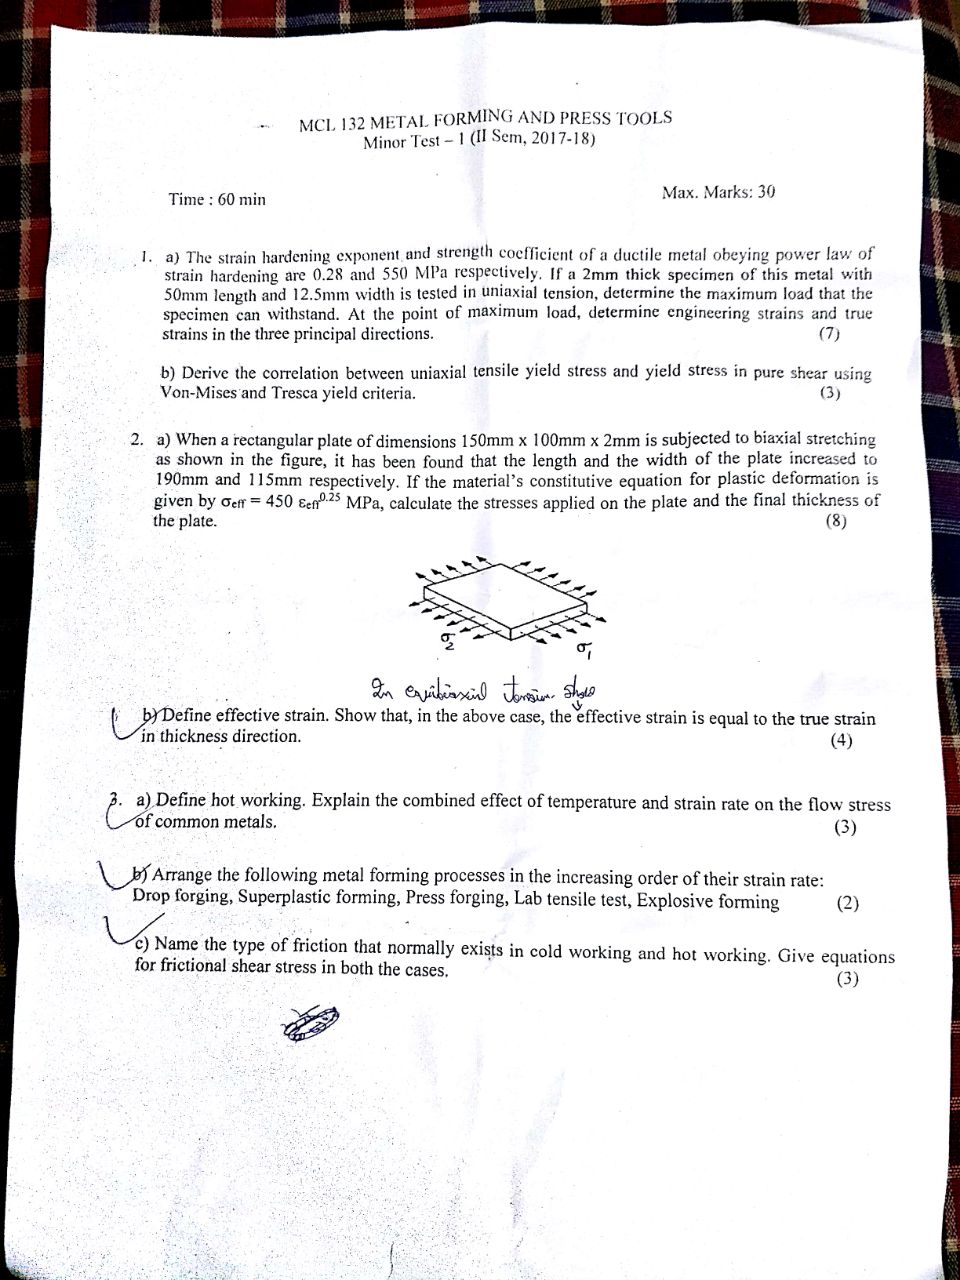 MCL 132 METAL FORMING AND PRESS TOOLS
Minor Test – 1 (II Sem, 2017-18)
Time : 60 min
Max. Marks: 30
1. a) The strain hardening exponent and strength coefficient of a ductile metal obeying power law of
strain hardening are 0.28 and 550 MPa respectively. If a 2mm thick specimen of this metal with
50mm length and 12.5mm width is tested in uniaxial tension, determine the maximum load that the
specimen can withstand. At the point of maximum load, determine engineering strains and true
strains in the three principal directions. (7)
b) Derive the correlation between uniaxial tensile yield stress and yield stress in pure shear using
Von-Mises and Tresca yield criteria. (3)
2. a) When a rectangular plate of dimensions 150mm x 100mm x 2mm is subjected to biaxial stretching
as shown in the figure, it has been found that the length and the width of the plate increased to
190mm and 115mm respectively. If the material's constitutive equation for plastic deformation is
given by σeff = 450 εeff^0.25 MPa, calculate the stresses applied on the plate and the final thickness of
the plate. (8)
σ2
σ1
In equibiaxial tension state
b) Define effective strain. Show that, in the above case, the effective strain is equal to the true strain
in thickness direction. (4)
3. a) Define hot working. Explain the combined effect of temperature and strain rate on the flow stress
of common metals. (3)
b) Arrange the following metal forming processes in the increasing order of their strain rate:
Drop forging, Superplastic forming, Press forging, Lab tensile test, Explosive forming (2)
c) Name the type of friction that normally exists in cold working and hot working. Give equations
for frictional shear stress in both the cases. (3)